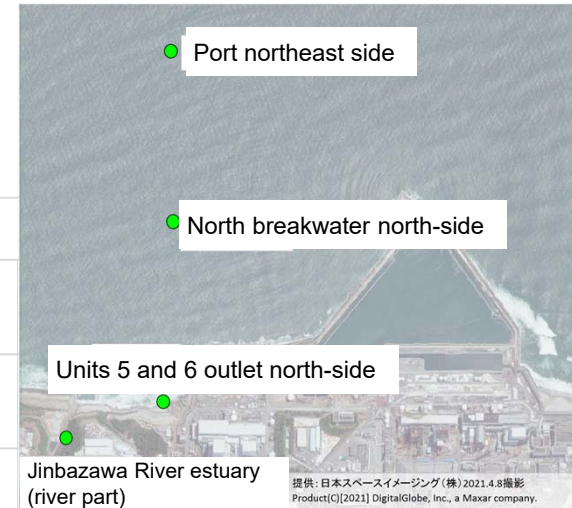 Port northeast side
North breakwater north-side
Units 5 and 6 outlet north-side
Jinbazawa River estuary
(river part)
提供:日本スペースイメージング(株)2021.4.8撮影
Product(C)[2021] DigitalGlobe, Inc., a Maxar company.